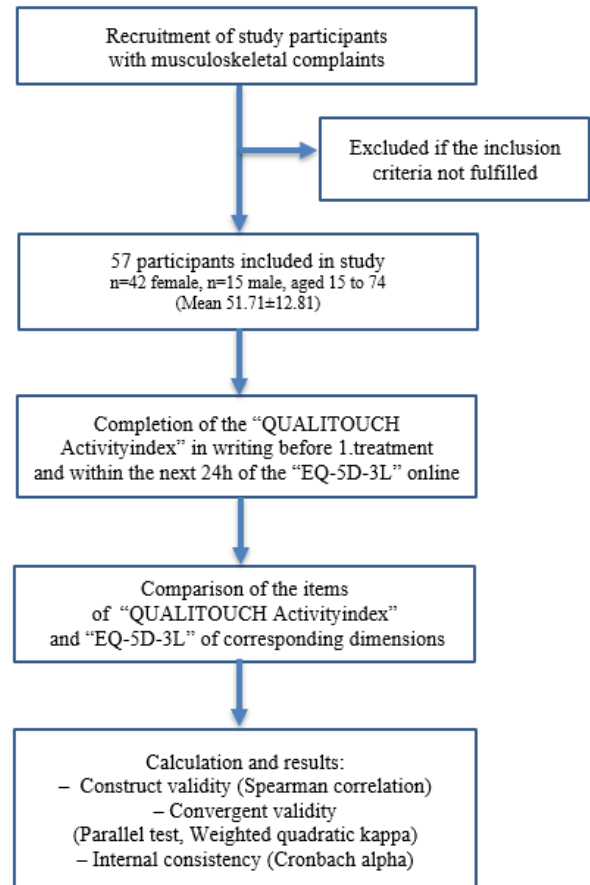 Recruitment of study participants
with musculoskeletal complaints
Excluded if the inclusion
criteria not fulfilled
57 participants included in study
n=42 female, n=15 male, aged 15 to 74
(Mean 51.71±12.81)
Completion of the “QUALITOUCH
Activityindex” in writing before 1.treatment
and within the next 24h of the “EQ-5D-3L” online
Comparison of the items
of “QUALITOUCH Activityindex”
and “EQ-5D-3L” of corresponding dimensions
Calculation and results:
– Construct validity (Spearman correlation)
– Convergent validity
(Parallel test, Weighted quadratic kappa)
– Internal consistency (Cronbach alpha)